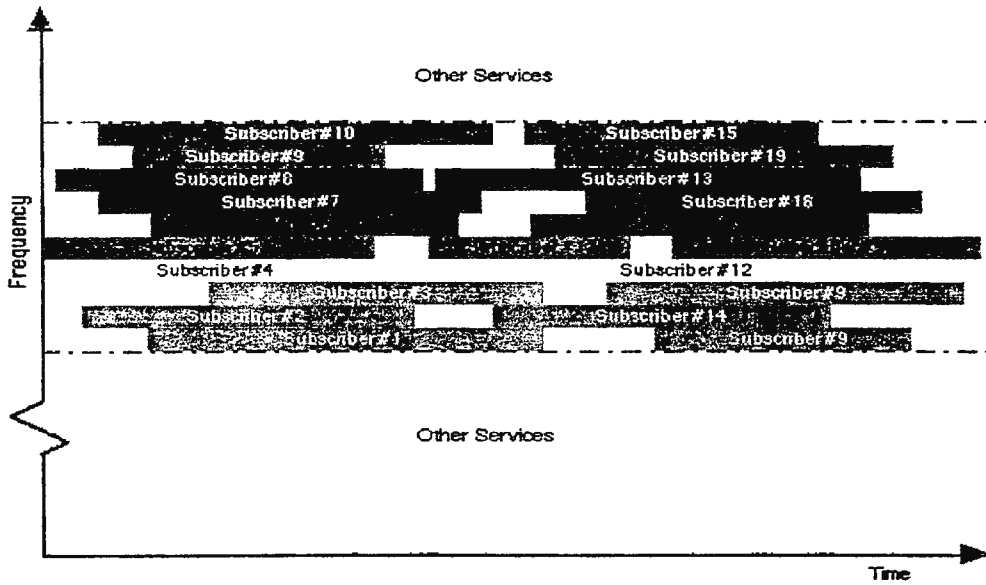 Other Services
Subscriber#10 Subscriber#15
Subscriber#9 Subscriber#19
Subscriber#8 Subscriber#13
Subscriber#7 Subscriber#18
Subscriber#4 Subscriber#12
Subscriber#3 Subscriber#9
Subscriber#2 Subscriber#14
Subscriber#1 Subscriber#9
Other Services
Frequency
Time